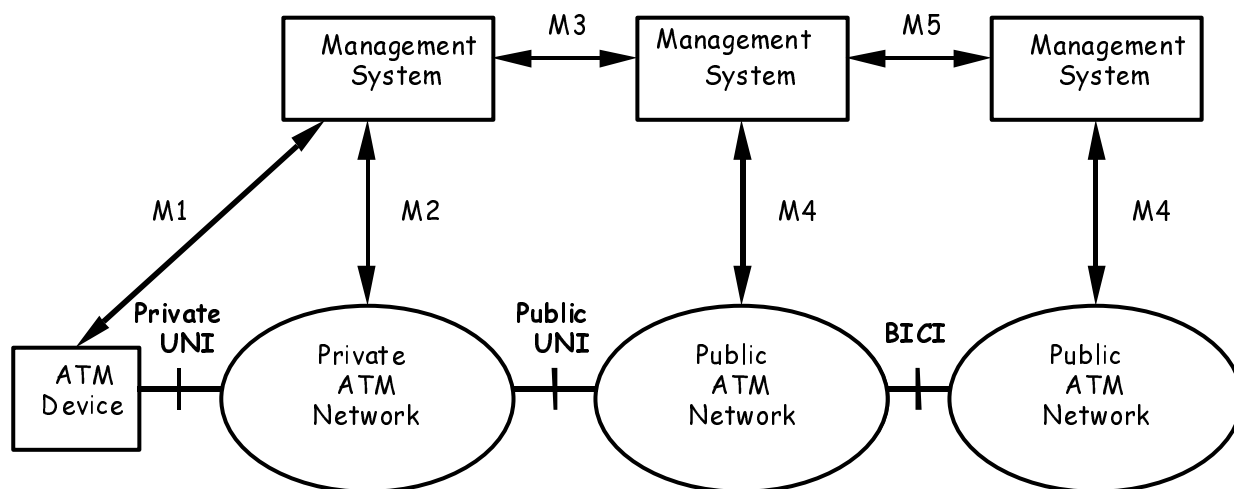 Management
System
M3
Management
System
M5
Management
System
M1
M2
M4
M4
Private
UNI
Public
UNI
BICI
ATM
Device
Private
ATM
Network
Public
ATM
Network
Public
ATM
Network